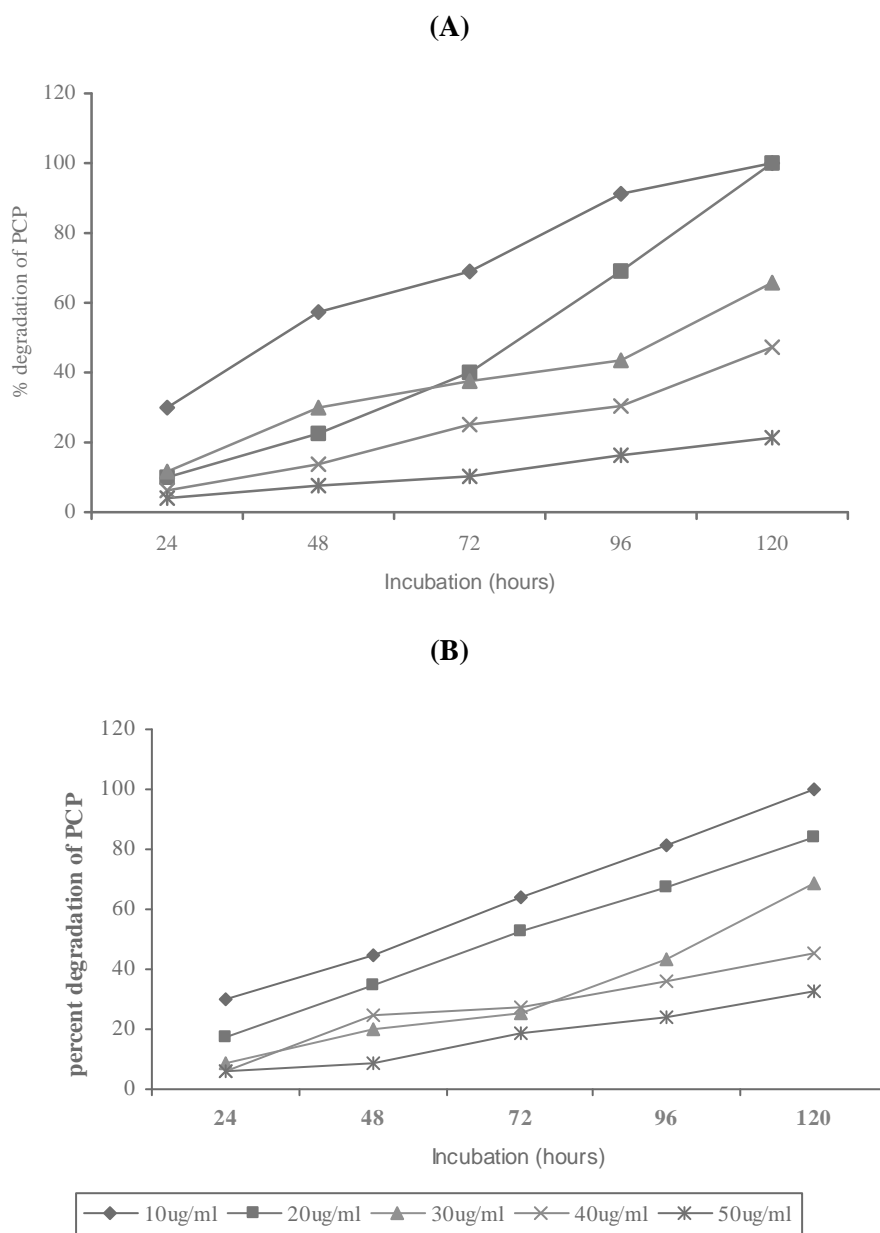 (A)
120
100
80
60
40
20
0
% degradation of PCP
24 48 72 96 120
Incubation (hours)
(B)
120
100
80
60
40
20
0
percent degradation of PCP
24 48 72 96 120
Incubation (hours)
10ug/ml 20ug/ml 30ug/ml 40ug/ml 50ug/ml